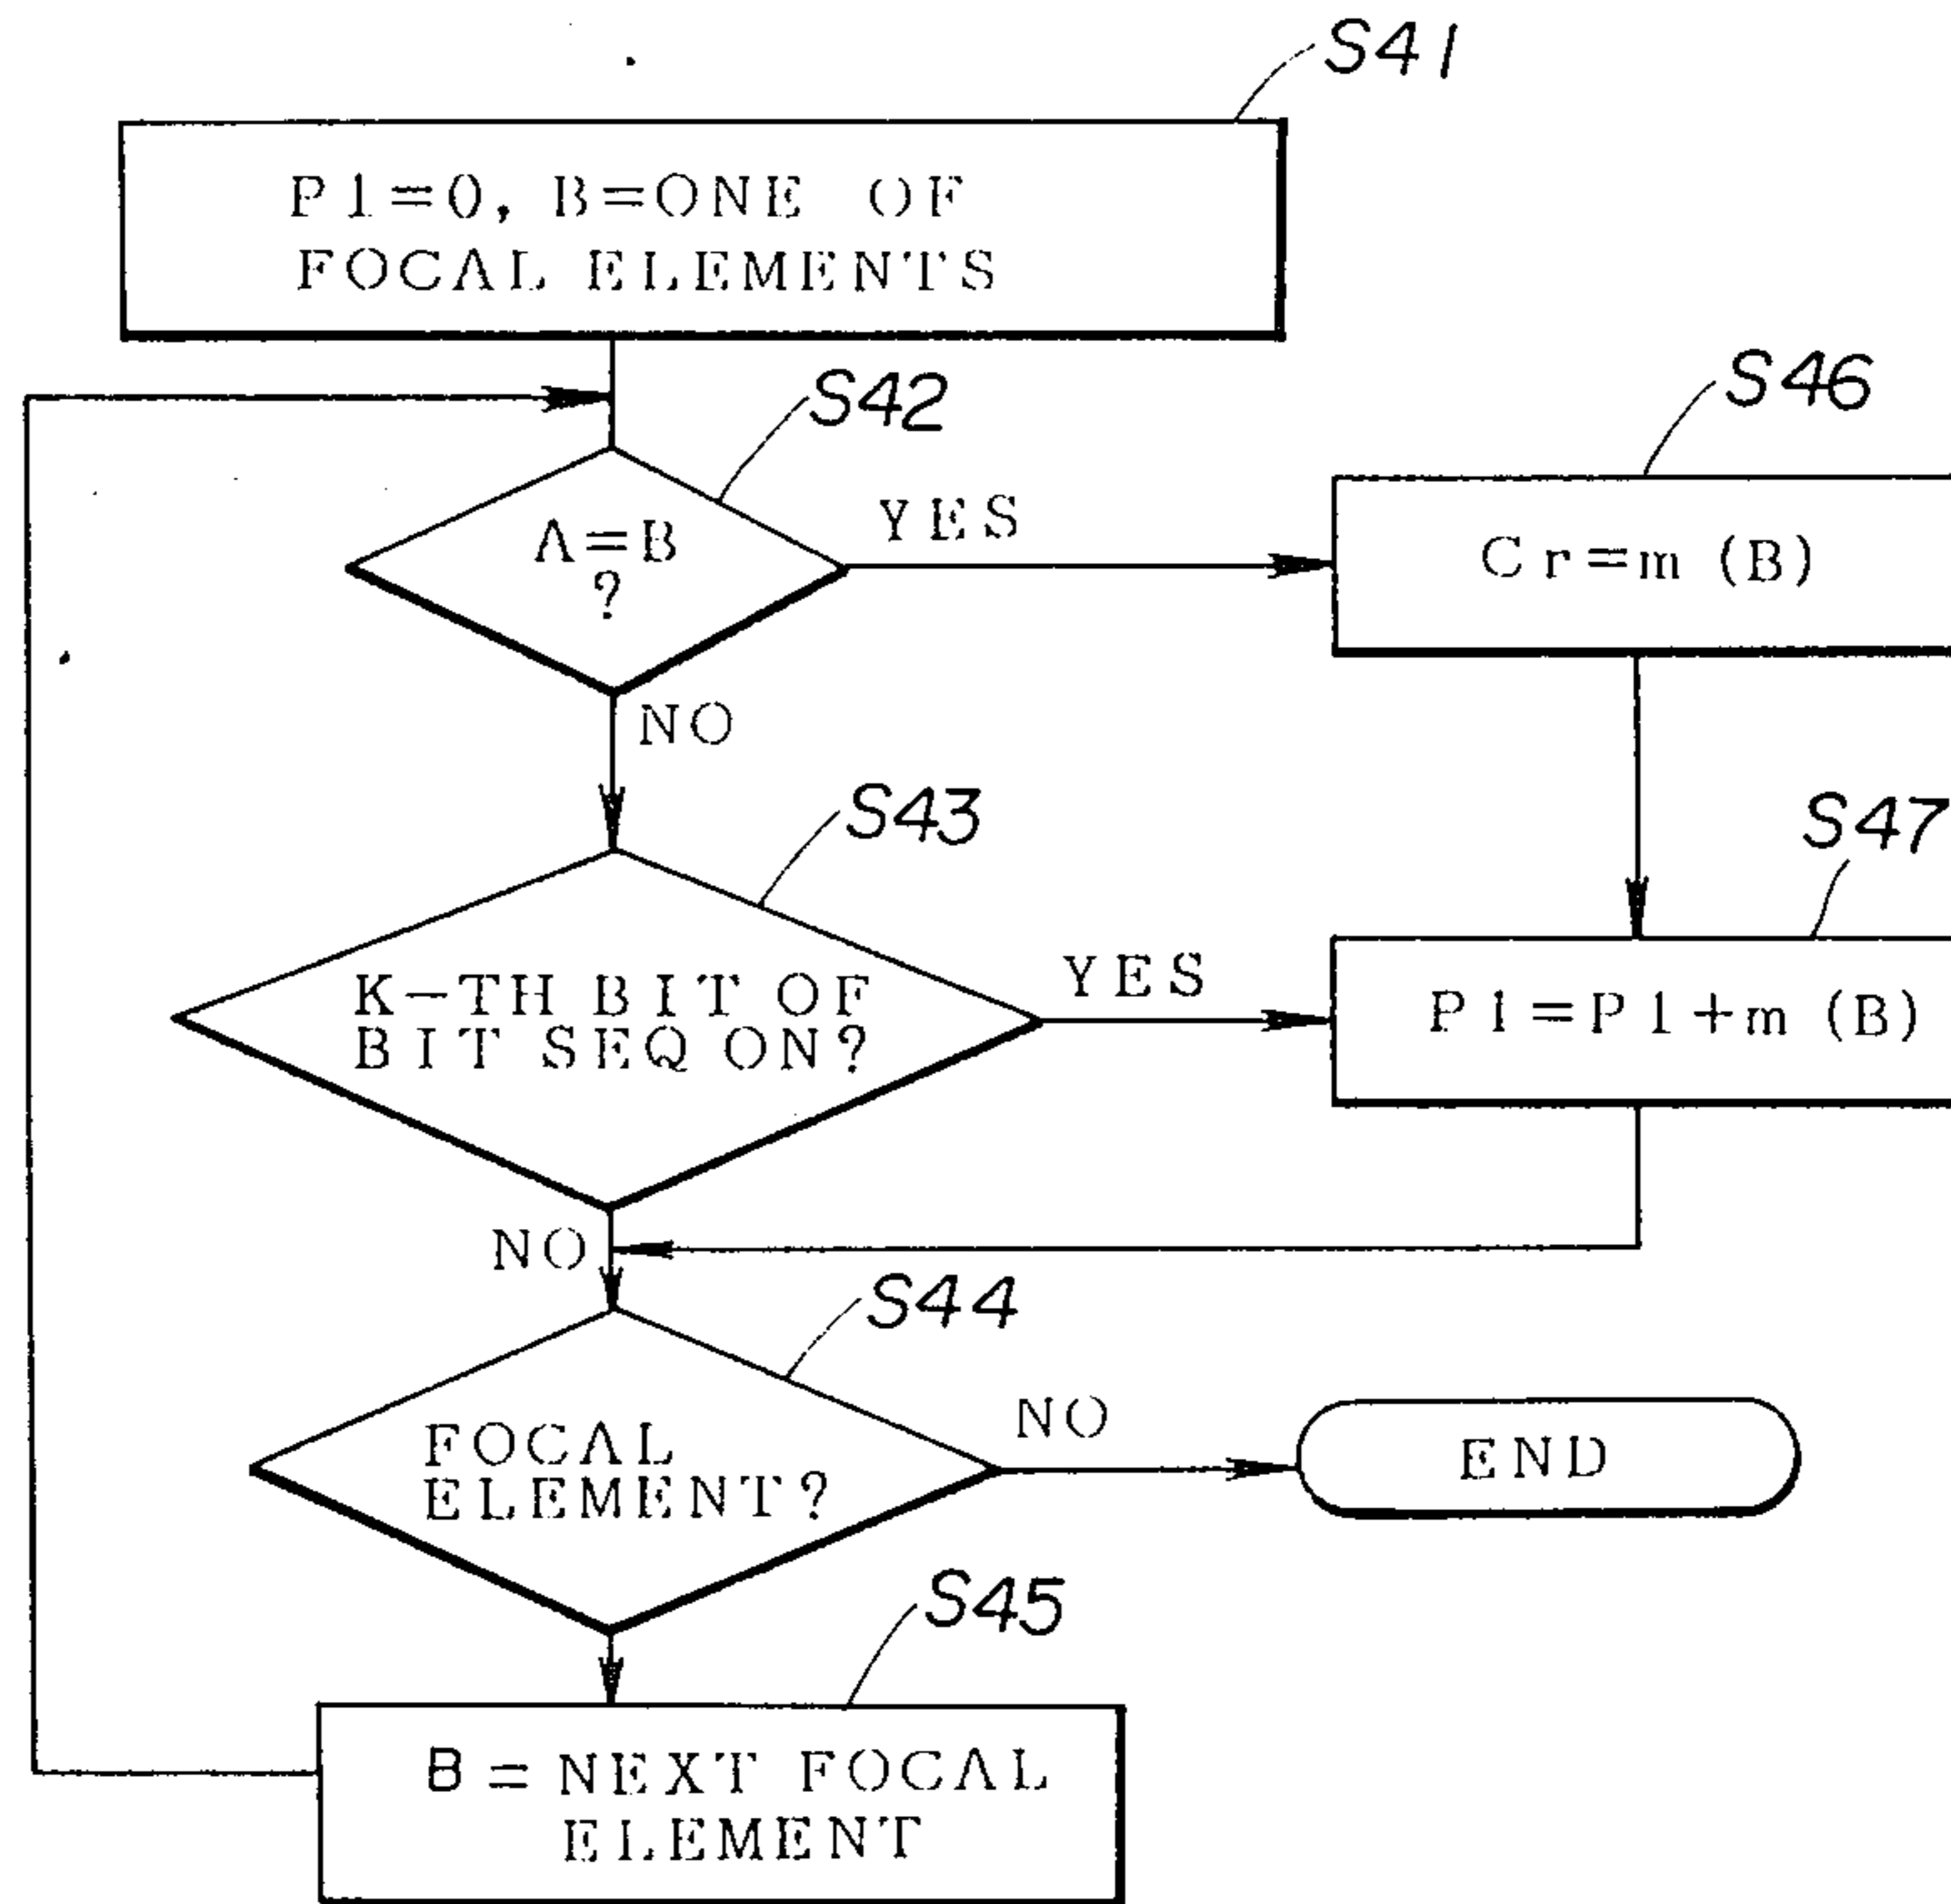 S41
P1=0, B=ONE OF
FOCAL ELEMENTS
S42
A=B
?
YES
S46
Cr=m (B)
NO
S43
K-TH BIT OF
BIT SEQ ON?
YES
S47
P1=P1+m (B)
NO
S44
FOCAL
ELEMENT?
NO
END
S45
B=NEXT FOCAL
ELEMENT